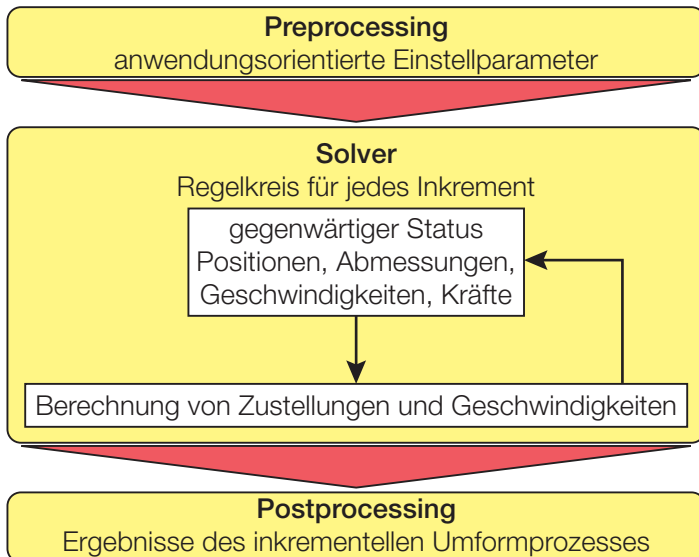 Preprocessing
anwendungsorientierte Einstellparameter
Solver
Regelkreis für jedes Inkrement
gegenwärtiger Status
Positionen, Abmessungen,
Geschwindigkeiten, Kräfte
Berechnung von Zustellungen und Geschwindigkeiten
Postprocessing
Ergebnisse des inkrementellen Umformprozesses